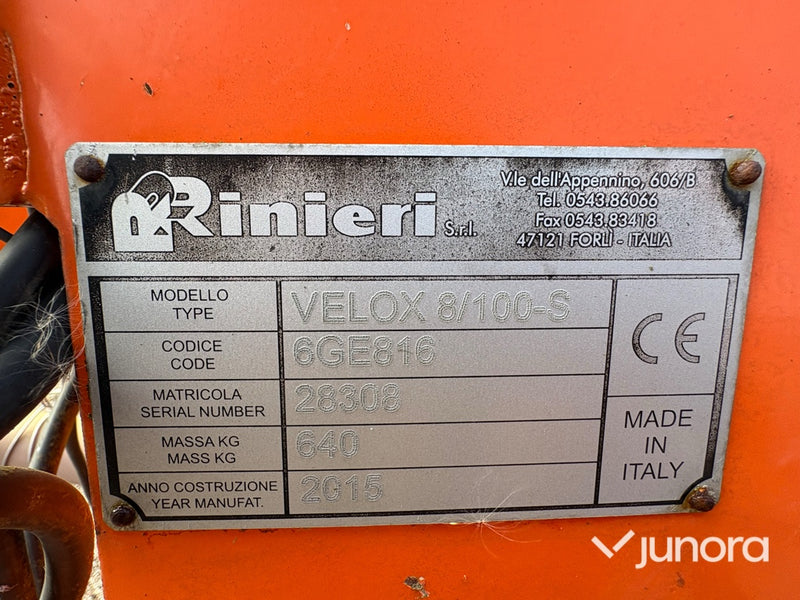 Rinieri S.r.l.
V.le dell'Appennino, 606/B
Tel. 0543.86066
Fax 0543.83418
47121 FORLÌ - ITALIA
MODELLO
TYPE
VELOX 8/100-S
CODICE
CODE
6GE816
MATRICOLA
SERIAL NUMBER
28308
MASSA KG
MASS KG
640
ANNO COSTRUZIONE
YEAR MANUFAT.
2015
CE
MADE
IN
ITALY
junora